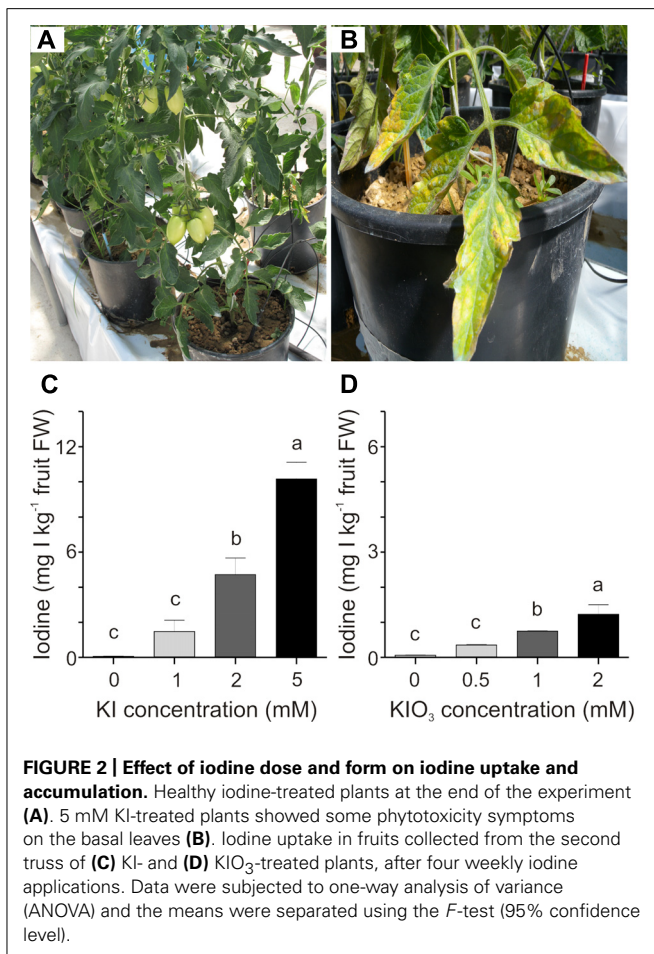 A
B
C
D
Iodine (mg I kg⁻¹ fruit FW)
12
6
0
c
c
b
a
0 1 2 5
KI concentration (mM)
Iodine (mg I kg⁻¹ fruit FW)
6
3
0
c
c
b
a
0 0.5 1 2
KIO₃ concentration (mM)
FIGURE 2 | Effect of iodine dose and form on iodine uptake and
accumulation. Healthy iodine-treated plants at the end of the experiment
(A). 5 mM KI-treated plants showed some phytotoxicity symptoms
on the basal leaves (B). Iodine uptake in fruits collected from the second
truss of (C) KI- and (D) KIO₃-treated plants, after four weekly iodine
applications. Data were subjected to one-way analysis of variance
(ANOVA) and the means were separated using the F-test (95% confidence
level).